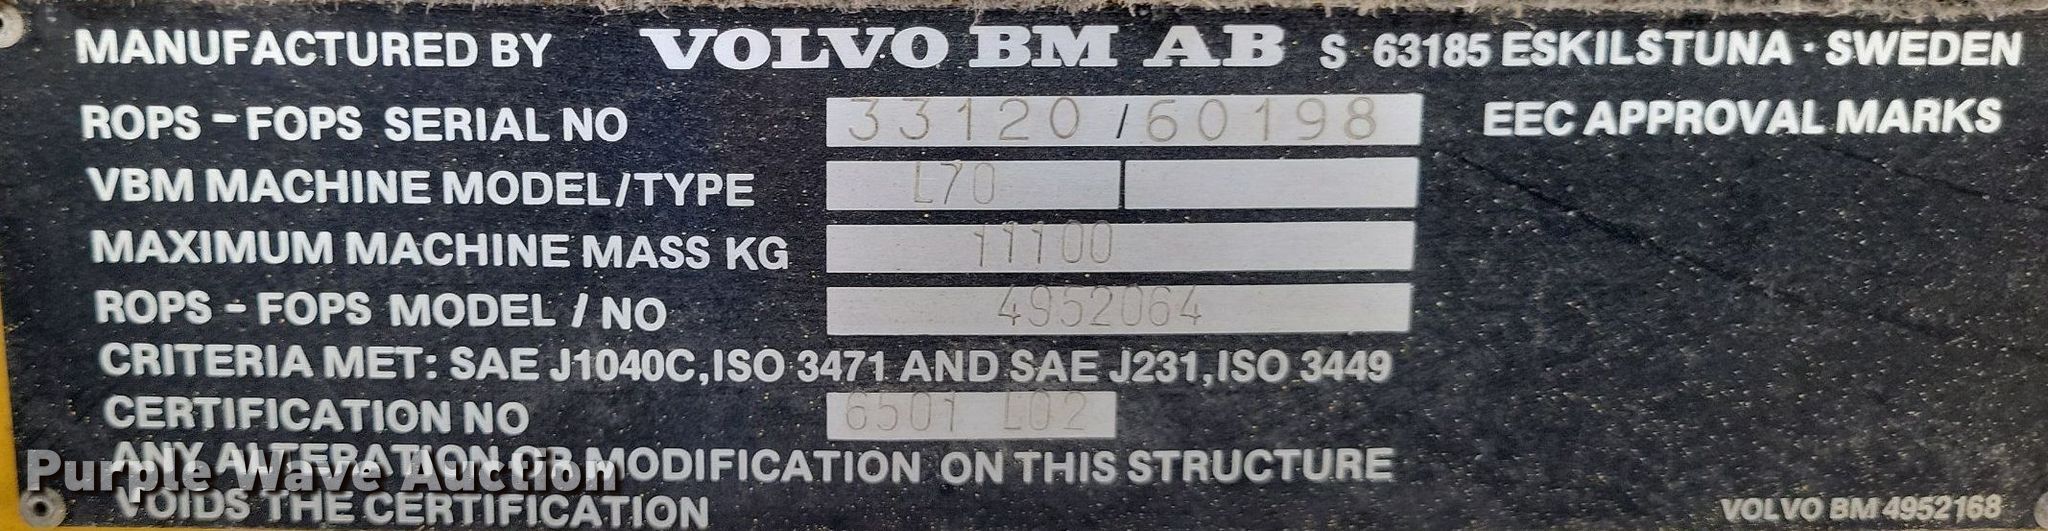 MANUFACTURED BY VOLVO BM AB S 63185 ESKILSTUNA · SWEDEN
ROPS - FOPS SERIAL NO 33120/60198 EEC APPROVAL MARKS
VBM MACHINE MODEL/TYPE L70
MAXIMUM MACHINE MASS KG 11100
ROPS - FOPS MODEL / NO 4952064
CRITERIA MET: SAE J1040C, ISO 3471 AND SAE J231, ISO 3449
CERTIFICATION NO 6501 L02
ANY ALTERATION OR MODIFICATION ON THIS STRUCTURE
Purple Wave Auction
VOIDS THE CERTIFICATION VOLVO BM 4952168